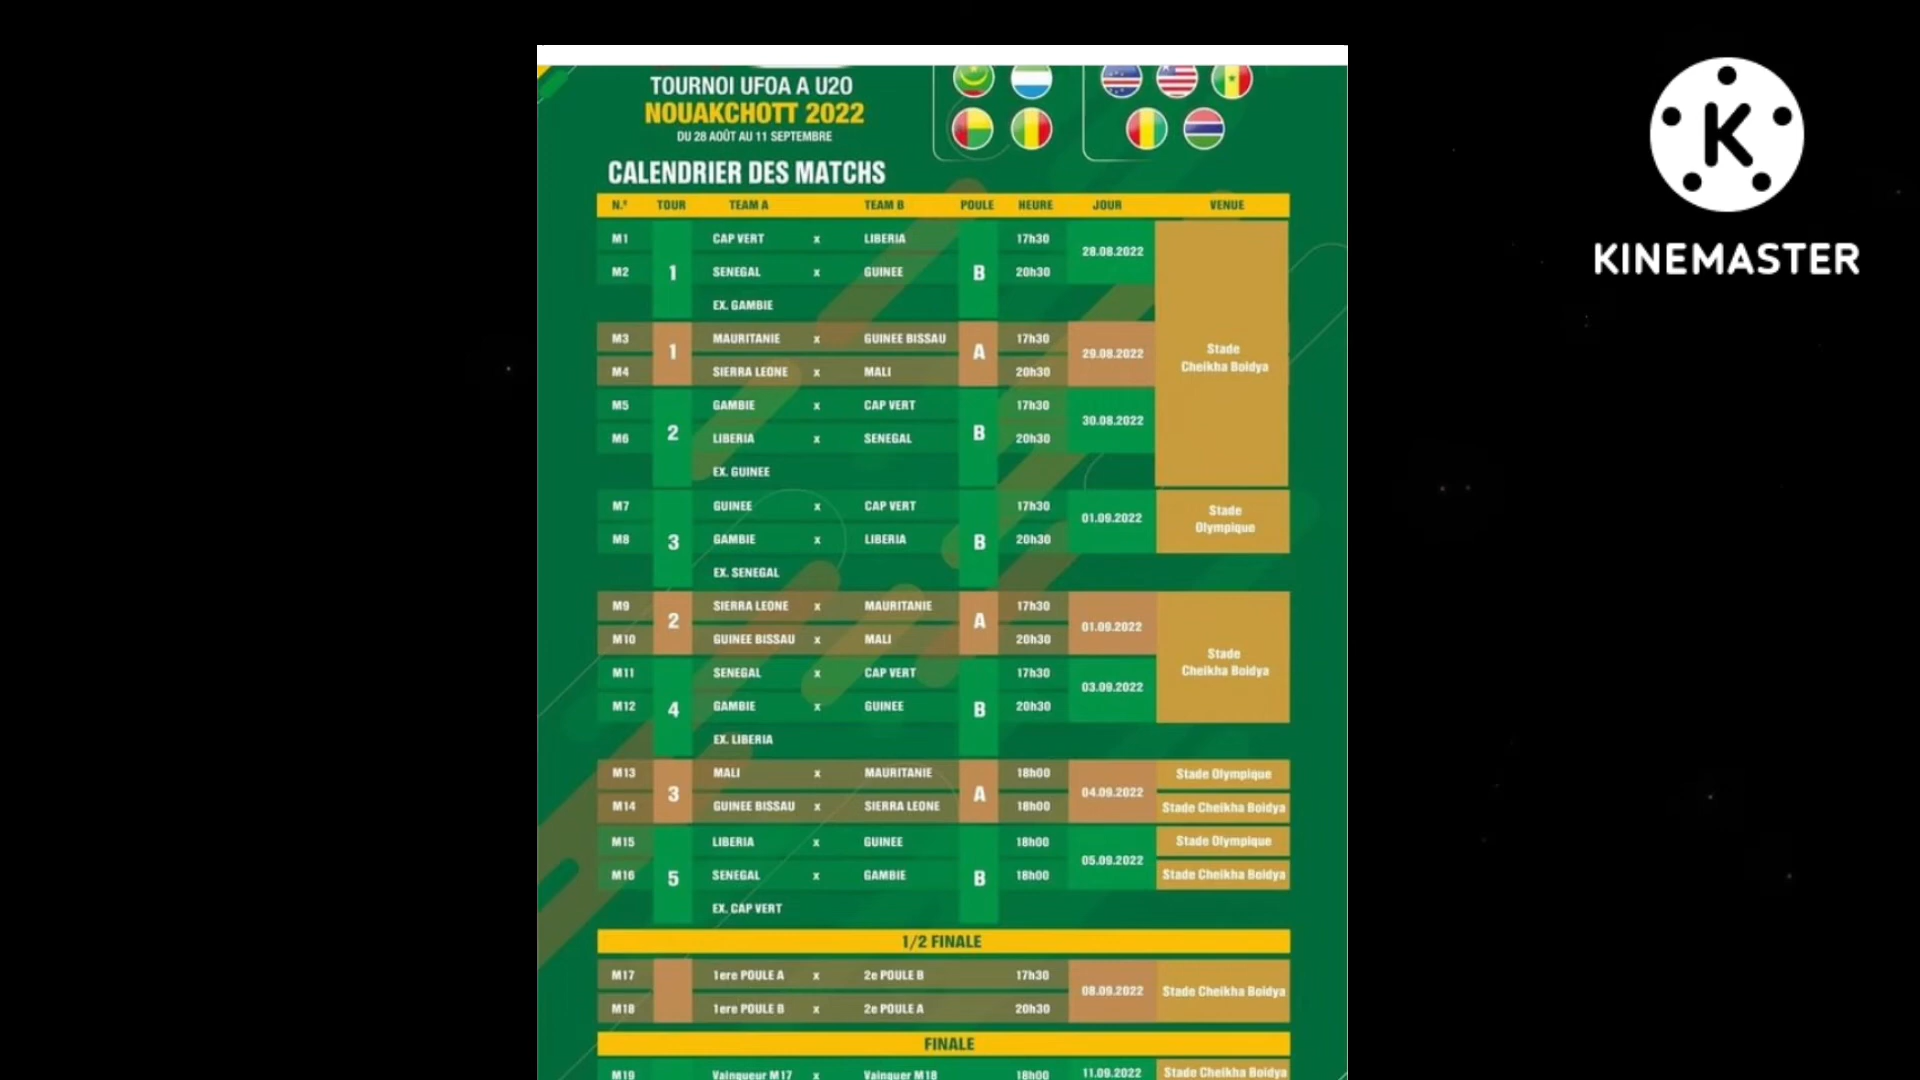 TOURNOI UFOA A U20
NOUAKCHOTT 2022
DU 28 AOÛT AU 11 SEPTEMBRE
CALENDRIER DES MATCHS
N.º TOUR TEAM A TEAM B POULE HEURE JOUR VENUE
M1 CAP VERT x LIBERIA 17h30
28.08.2022
M2 1 SENEGAL x GUINEE B 20h30
EX. GAMBIE
M3 MAURITANIE x GUINEE BISSAU 17h30
1 A 29.08.2022
Stade
Cheikha Boidya
M4 SIERRA LEONE x MALI 20h30
M5 GAMBIE x CAP VERT 17h30
30.08.2022
M6 2 LIBERIA x SENEGAL B 20h30
EX. GUINEE
M7 GUINEE x CAP VERT 17h30
01.09.2022
Stade
Olympique
M8 3 GAMBIE x LIBERIA B 20h30
EX. SENEGAL
M9 SIERRA LEONE x MAURITANIE 17h30
2 A 01.09.2022
M10 GUINEE BISSAU x MALI 20h30
Stade
Cheikha Boidya
M11 SENEGAL x CAP VERT 17h30
03.09.2022
M12 4 GAMBIE x GUINEE B 20h30
EX. LIBERIA
M13 MALI x MAURITANIE 18h00 Stade Olympique
3 A 04.09.2022
M14 GUINEE BISSAU x SIERRA LEONE 18h00 Stade Cheikha Boidya
M15 LIBERIA x GUINEE 18h00 Stade Olympique
05.09.2022
M16 5 SENEGAL x GAMBIE B 18h00 Stade Cheikha Boidya
EX. CAP VERT
1/2 FINALE
M17 1ere POULE A x 2e POULE B 17h30
08.09.2022 Stade Cheikha Boidya
M18 1ere POULE B x 2e POULE A 20h30
FINALE
M19 Vainqueur M17 x Vainquer M18 18h00 11.09.2022 Stade Cheikha Boidya
K
KINEMASTER